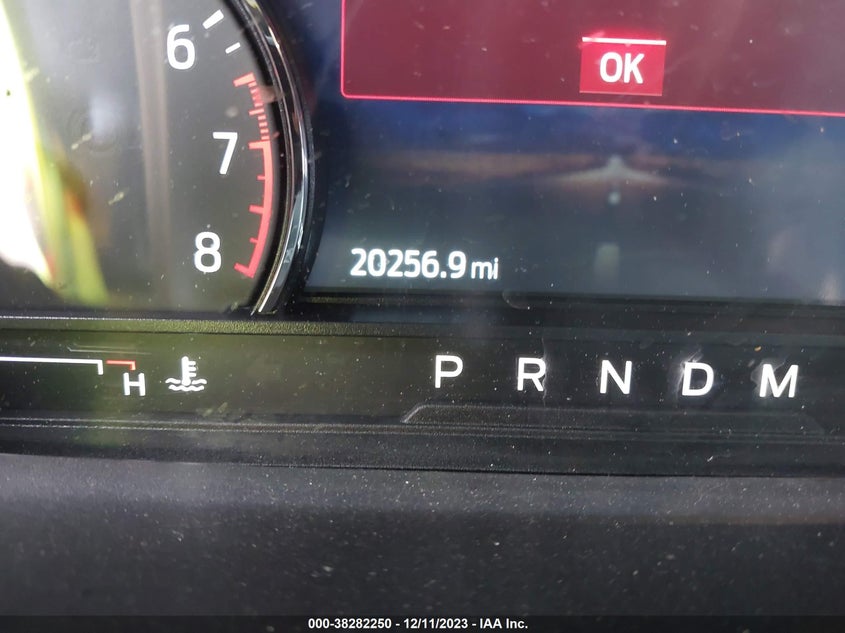 6
OK
7
8
20256.9 mi
H
P R N D M
000-38282250 - 12/11/2023 - IAA Inc.